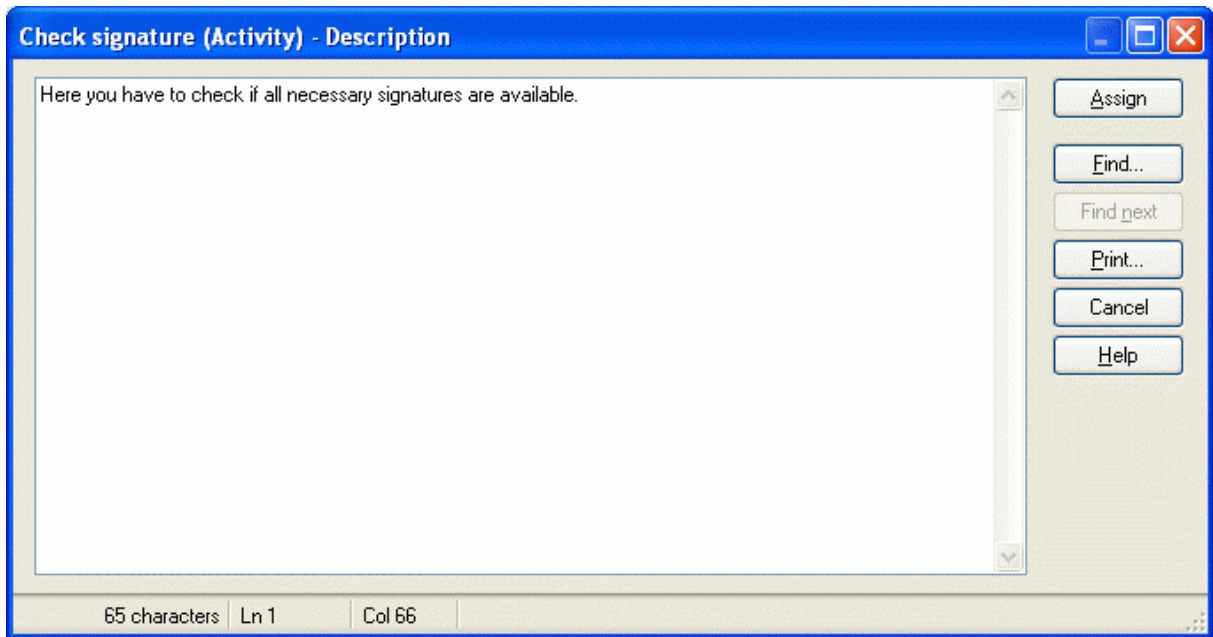 Check signature (Activity) - Description
Here you have to check if all necessary signatures are available.
Assign
Find...
Find next
Print...
Cancel
Help
65 characters Ln 1 Col 66